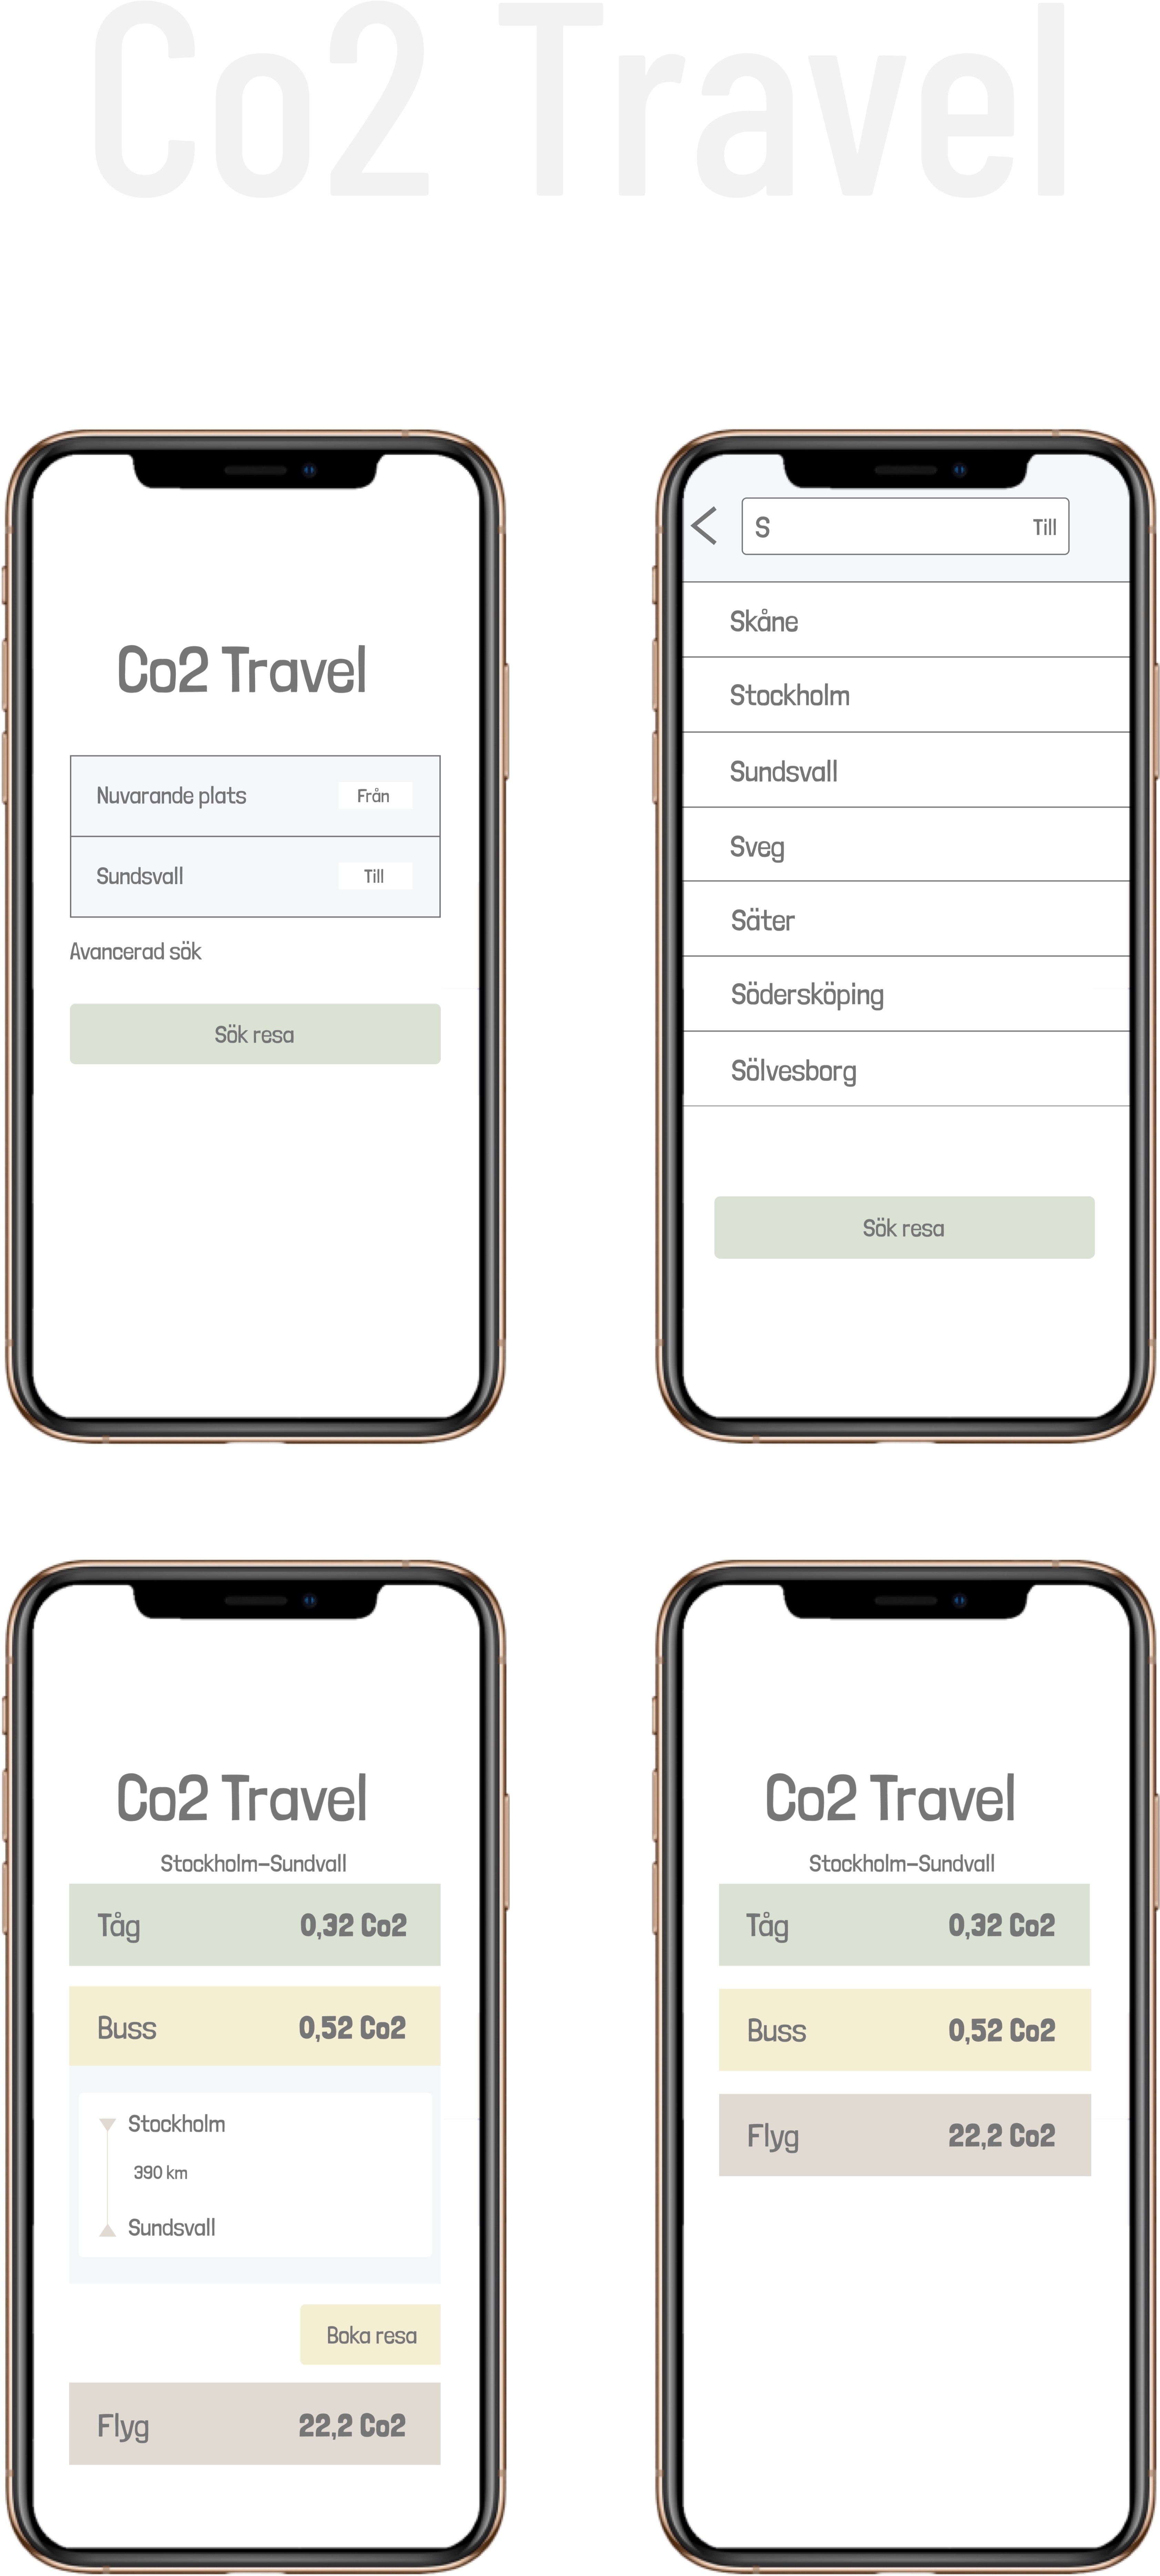 Co2 Travel
Co2 Travel
Nuvarande plats Från
Sundsvall Till
Avancerad sök
Sök resa
S Till
Skåne
Stockholm
Sundsvall
Sveg
Säter
Södersköping
Sölvesborg
Sök resa
Co2 Travel
Stockholm-Sundvall
Tåg 0,32 Co2
Buss 0,52 Co2
Stockholm
390 km
Sundsvall
Boka resa
Flyg 22,2 Co2
Co2 Travel
Stockholm-Sundvall
Tåg 0,32 Co2
Buss 0,52 Co2
Flyg 22,2 Co2